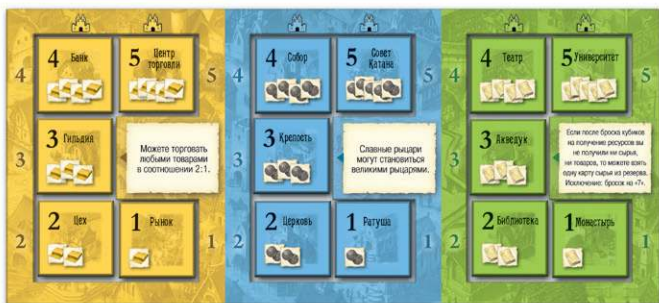 4 Банк
5 Центр торговли
4
5
3 Гильдия
Можете торговать
любыми товарами
в соотношении 2:1.
2 Цех
1 Рынок
2
1
4 Собор
5 Совет Катана
4
5
3 Крепость
Славные рыцари
могут становиться
великими рыцарями.
3
2 Церковь
1 Ратуша
2
1
4 Театр
5 Университет
4
5
3 Акведук
Если после броска кубиков
на получение ресурсов вы
не получили ни сырья,
ни товаров, то можете взять
одну карту сырья из резерва.
Исключение: бросок на «7».
3
2 Библиотека
1 Монастырь
2
1